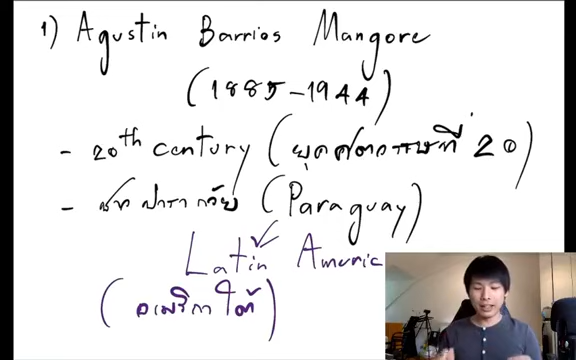 1) Agustin Barrios Mangore
(1885-1944)
- 20th century (ยุคศตวรรษที่ 20)
- ชาวปารากวัย (Paraguay)
Latin Americ
(อเมริกาใต้)